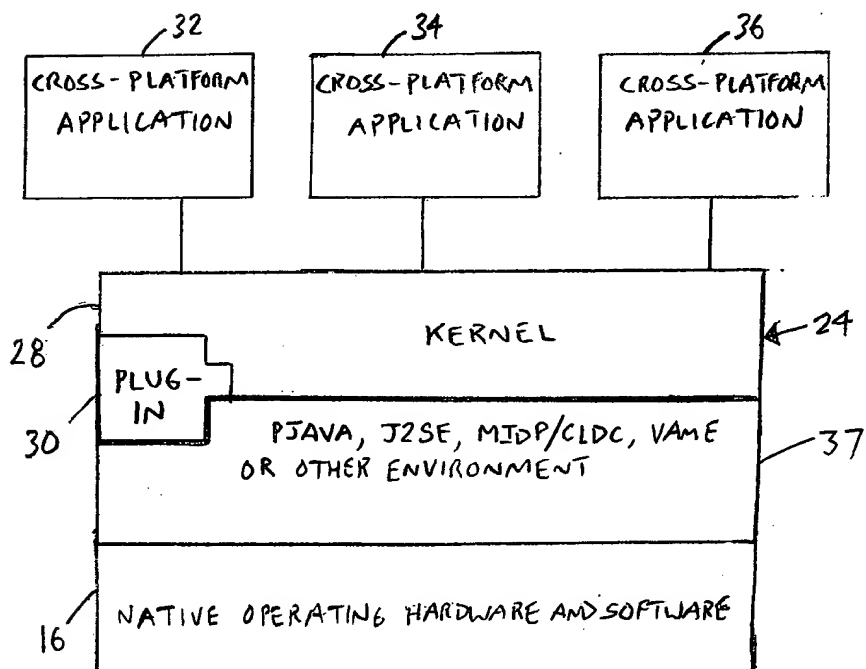 32
34
36
CROSS-PLATFORM
APPLICATION
CROSS-PLATFORM
APPLICATION
CROSS-PLATFORM
APPLICATION
28
KERNEL
24
PLUG-
IN
30
PJAVA, J2SE, MIDP/CLDC, VAME
OR OTHER ENVIRONMENT
37
16
NATIVE OPERATING HARDWARE AND SOFTWARE